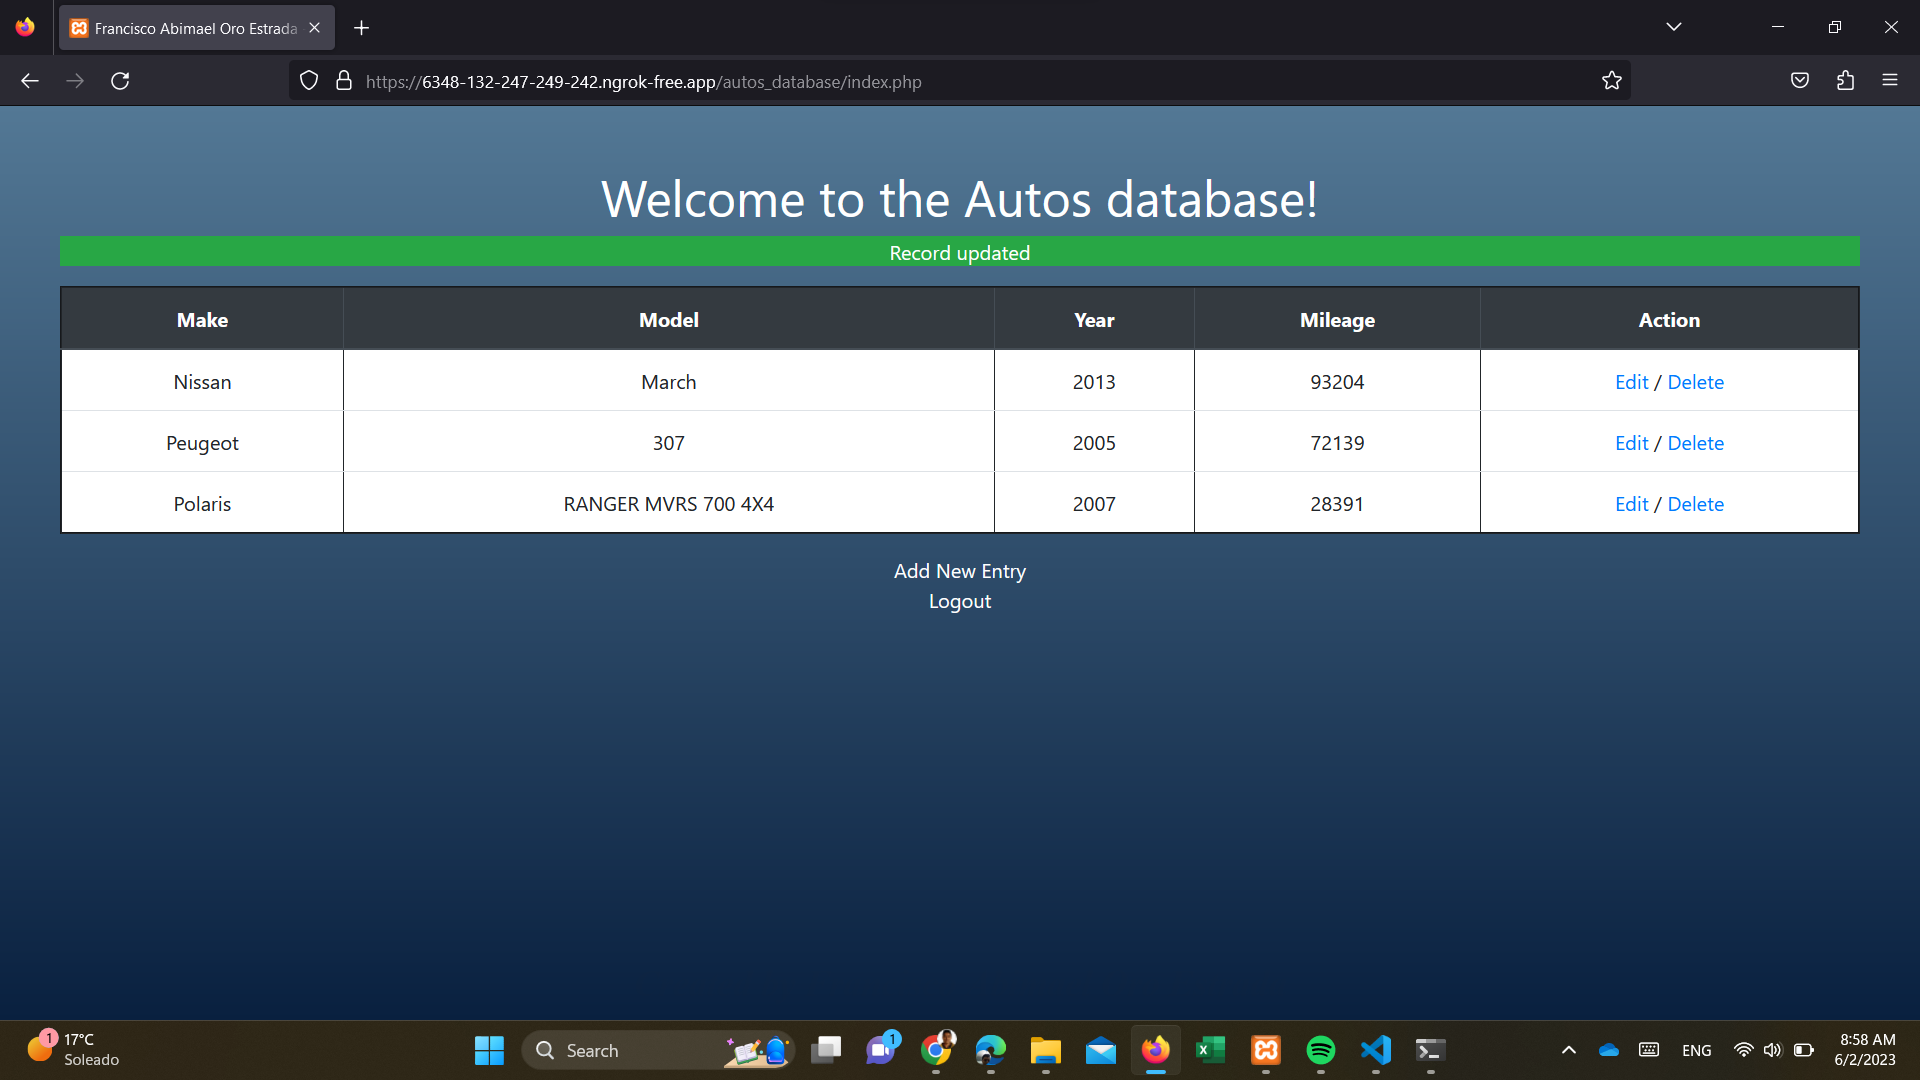 Francisco Abimael Oro Estrada
https://6348-132-247-249-242.ngrok-free.app/autos_database/index.php
Welcome to the Autos database!
Record updated
Make Model Year Mileage Action
Nissan March 2013 93204 Edit / Delete
Peugeot 307 2005 72139 Edit / Delete
Polaris RANGER MVRS 700 4X4 2007 28391 Edit / Delete
Add New Entry
Logout
1 17°C
Soleado
Search
1
ENG
8:58 AM
6/2/2023